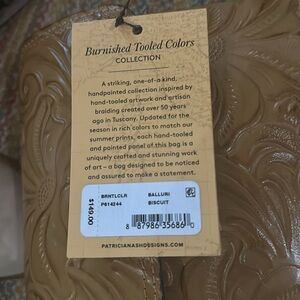 Burnished Tooled Colors
COLLECTION
A striking, one-of-a-kind,
handpainted collection inspired by
hand-tooled artwork and artisan
braiding created over 50 years
ago in Tuscany. Updated for the
season in rich colors to match our
summer prints, each hand-tooled
and painted panel of this bag is a
uniquely crafted and stunning work
of art – a bag designed to be noticed
and assured to make a statement.
BRNTLCLR BALLURI
P614244 BISCUIT
$149.00
8 87986 35686 0
PATRICIANASHDESIGNS.COM